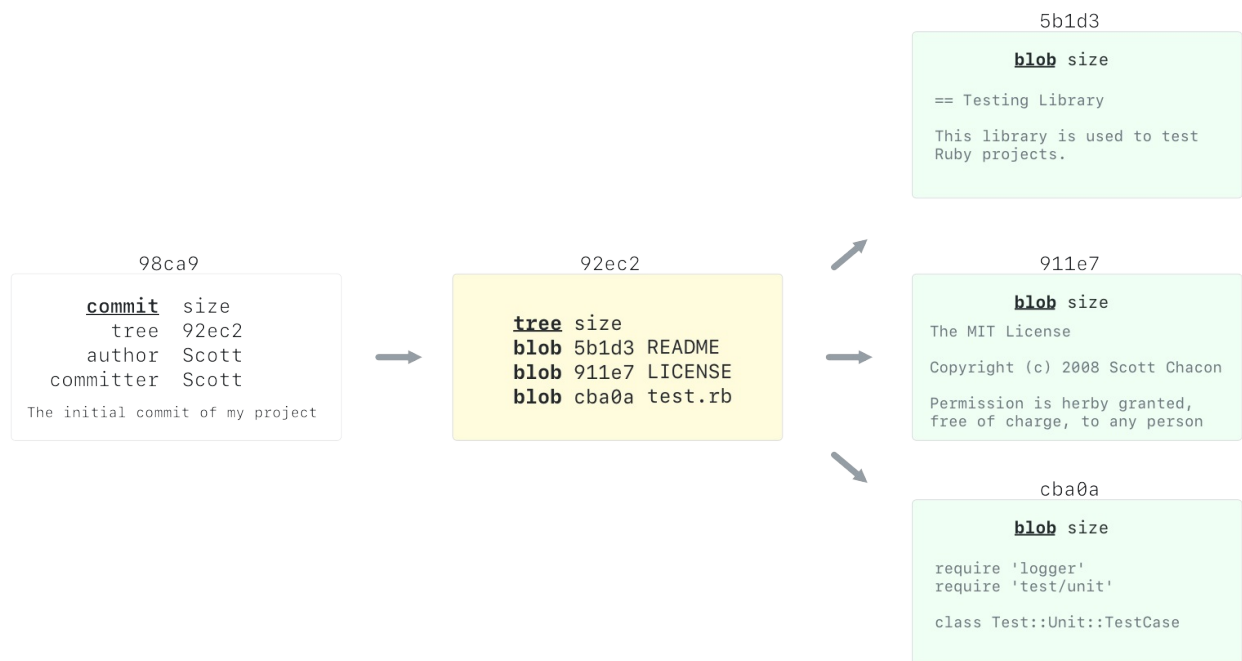 98ca9
commit size
tree 92ec2
author Scott
committer Scott
The initial commit of my project
92ec2
tree size
blob 5b1d3 README
blob 911e7 LICENSE
blob cba0a test.rb
5b1d3
blob size
== Testing Library
This library is used to test
Ruby projects.
911e7
blob size
The MIT License
Copyright (c) 2008 Scott Chacon
Permission is herby granted,
free of charge, to any person
cba0a
blob size
require 'logger'
require 'test/unit'
class Test::Unit::TestCase